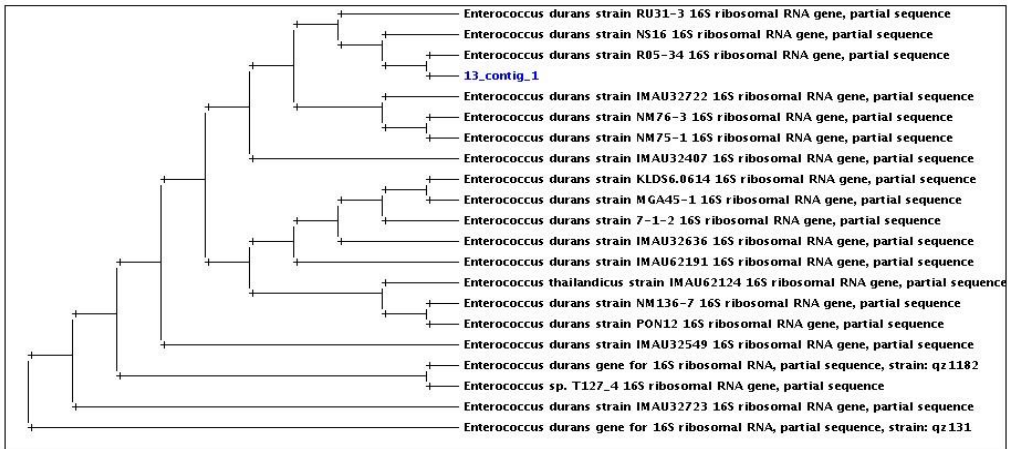 Enterococcus durans strain RU31-3 16S ribosomal RNA gene, partial sequence
Enterococcus durans strain NS16 16S ribosomal RNA gene, partial sequence
Enterococcus durans strain R05-34 16S ribosomal RNA gene, partial sequence
13_contig_1
Enterococcus durans strain IMAU32722 16S ribosomal RNA gene, partial sequence
Enterococcus durans strain NM76-3 16S ribosomal RNA gene, partial sequence
Enterococcus durans strain NM75-1 16S ribosomal RNA gene, partial sequence
Enterococcus durans strain IMAU32407 16S ribosomal RNA gene, partial sequence
Enterococcus durans strain KLDS6.0614 16S ribosomal RNA gene, partial sequence
Enterococcus durans strain MGA45-1 16S ribosomal RNA gene, partial sequence
Enterococcus durans strain 7-1-2 16S ribosomal RNA gene, partial sequence
Enterococcus durans strain IMAU32636 16S ribosomal RNA gene, partial sequence
Enterococcus durans strain IMAU62191 16S ribosomal RNA gene, partial sequence
Enterococcus thailandicus strain IMAU62124 16S ribosomal RNA gene, partial sequence
Enterococcus durans strain NM136-7 16S ribosomal RNA gene, partial sequence
Enterococcus durans strain PON12 16S ribosomal RNA gene, partial sequence
Enterococcus durans strain IMAU32549 16S ribosomal RNA gene, partial sequence
Enterococcus durans gene for 16S ribosomal RNA, partial sequence, strain: qz1182
Enterococcus sp. T127_4 16S ribosomal RNA gene, partial sequence
Enterococcus durans strain IMAU32723 16S ribosomal RNA gene, partial sequence
Enterococcus durans gene for 16S ribosomal RNA, partial sequence, strain: qz131